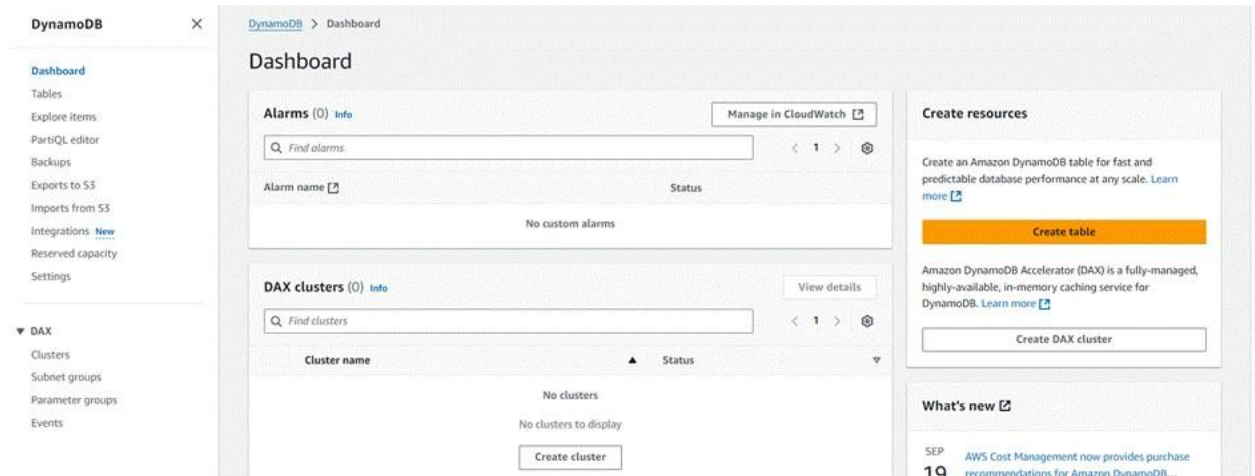 DynamoDB
Dashboard
Tables
Explore items
PartiQL editor
Backups
Exports to S3
Imports from S3
Integrations New
Reserved capacity
Settings
DAX
Clusters
Subnet groups
Parameter groups
Events
DynamoDB > Dashboard
Dashboard
Alarms (0) Info
Manage in CloudWatch
Find alarms
< 1 >
Alarm name
Status
No custom alarms
DAX clusters (0) Info
View details
Find clusters
< 1 >
Cluster name
Status
No clusters
No clusters to display
Create cluster
Create resources
Create an Amazon DynamoDB table for fast and
predictable database performance at any scale. Learn
more
Create table
Amazon DynamoDB Accelerator (DAX) is a fully-managed,
highly-available, in-memory caching service for
DynamoDB. Learn more
Create DAX cluster
What's new
SEP
19
AWS Cost Management now provides purchase
recommendations for Amazon DynamoDB...